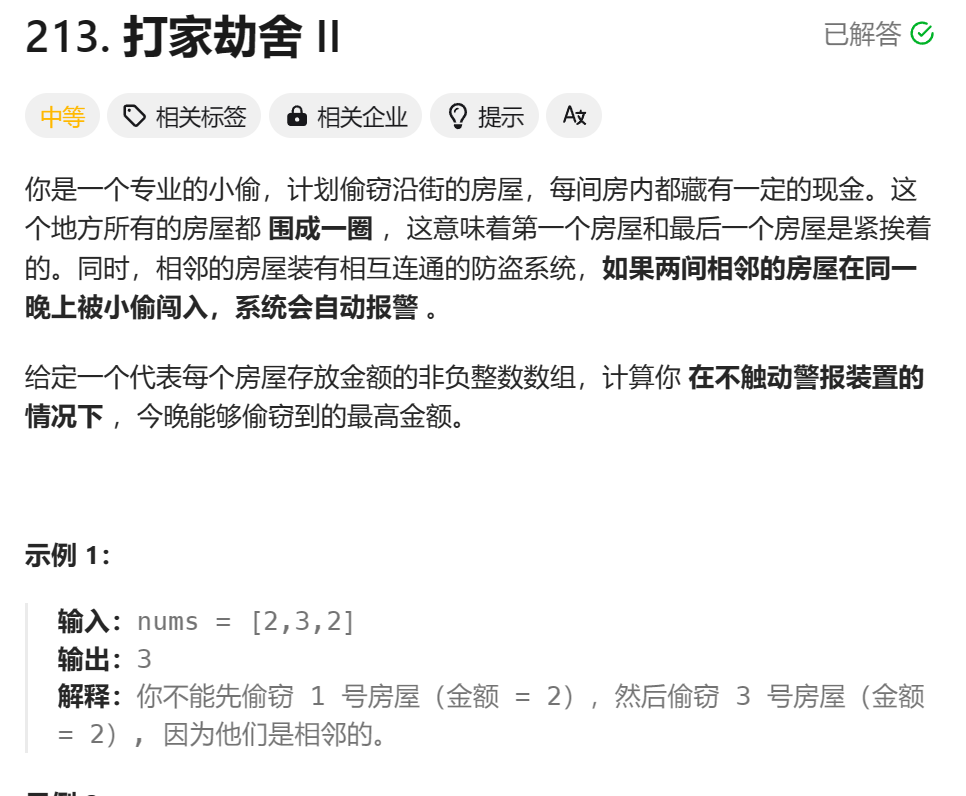 213. 打家劫舍 II
已解答
中等 相关标签 相关企业 提示
你是一个专业的小偷，计划偷窃沿街的房屋，每间房内都藏有一定的现金。这
个地方所有的房屋都 围成一圈 ，这意味着第一个房屋和最后一个房屋是紧挨着
的。同时，相邻的房屋装有相互连通的防盗系统，如果两间相邻的房屋在同一
晚上被小偷闯入，系统会自动报警 。
给定一个代表每个房屋存放金额的非负整数数组，计算你 在不触动警报装置的
情况下 ，今晚能够偷窃到的最高金额。
示例 1：
输入：nums = [2,3,2]
输出：3
解释：你不能先偷窃 1 号房屋（金额 = 2），然后偷窃 3 号房屋（金额
= 2）, 因为他们是相邻的。